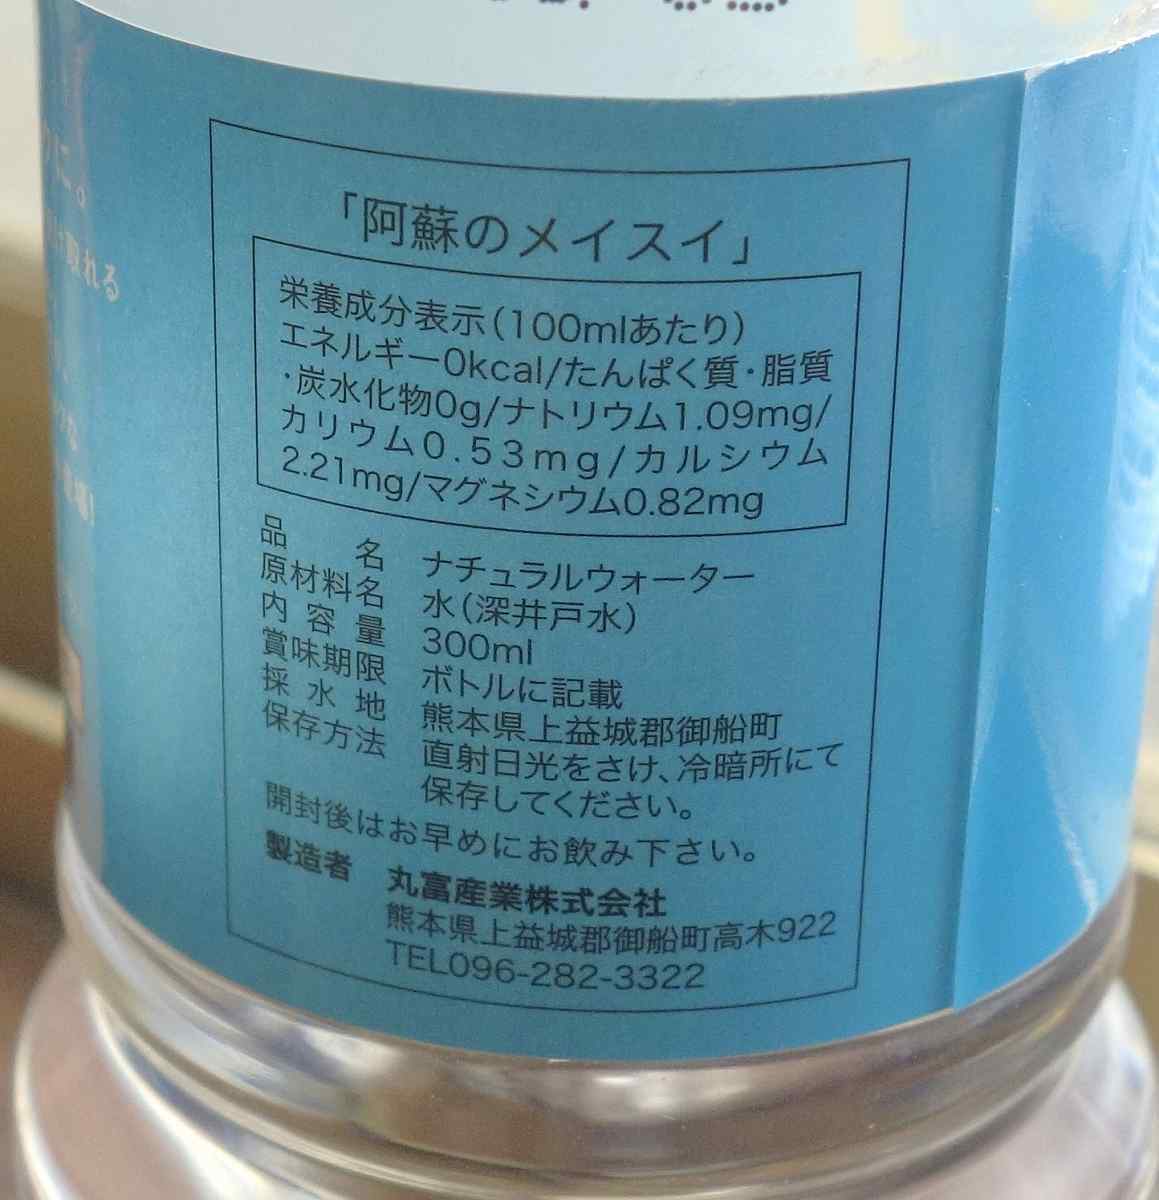 「阿蘇のメイスイ」
栄養成分表示(100mlあたり)
エネルギー0kcal/たんぱく質・脂質
・炭水化物0g/ナトリウム1.09mg/
カリウム0.53mg/カルシウム
2.21mg/マグネシウム0.82mg
品名 ナチュラルウォーター
原材料名 水(深井戸水)
内容量 300ml
賞味期限 ボトルに記載
採水地 熊本県上益城郡御船町
保存方法 直射日光をさけ、冷暗所にて
保存してください。
開封後はお早めにお飲み下さい。
製造者 丸富産業株式会社
熊本県上益城郡御船町高木922
TEL096-282-3322
取れる